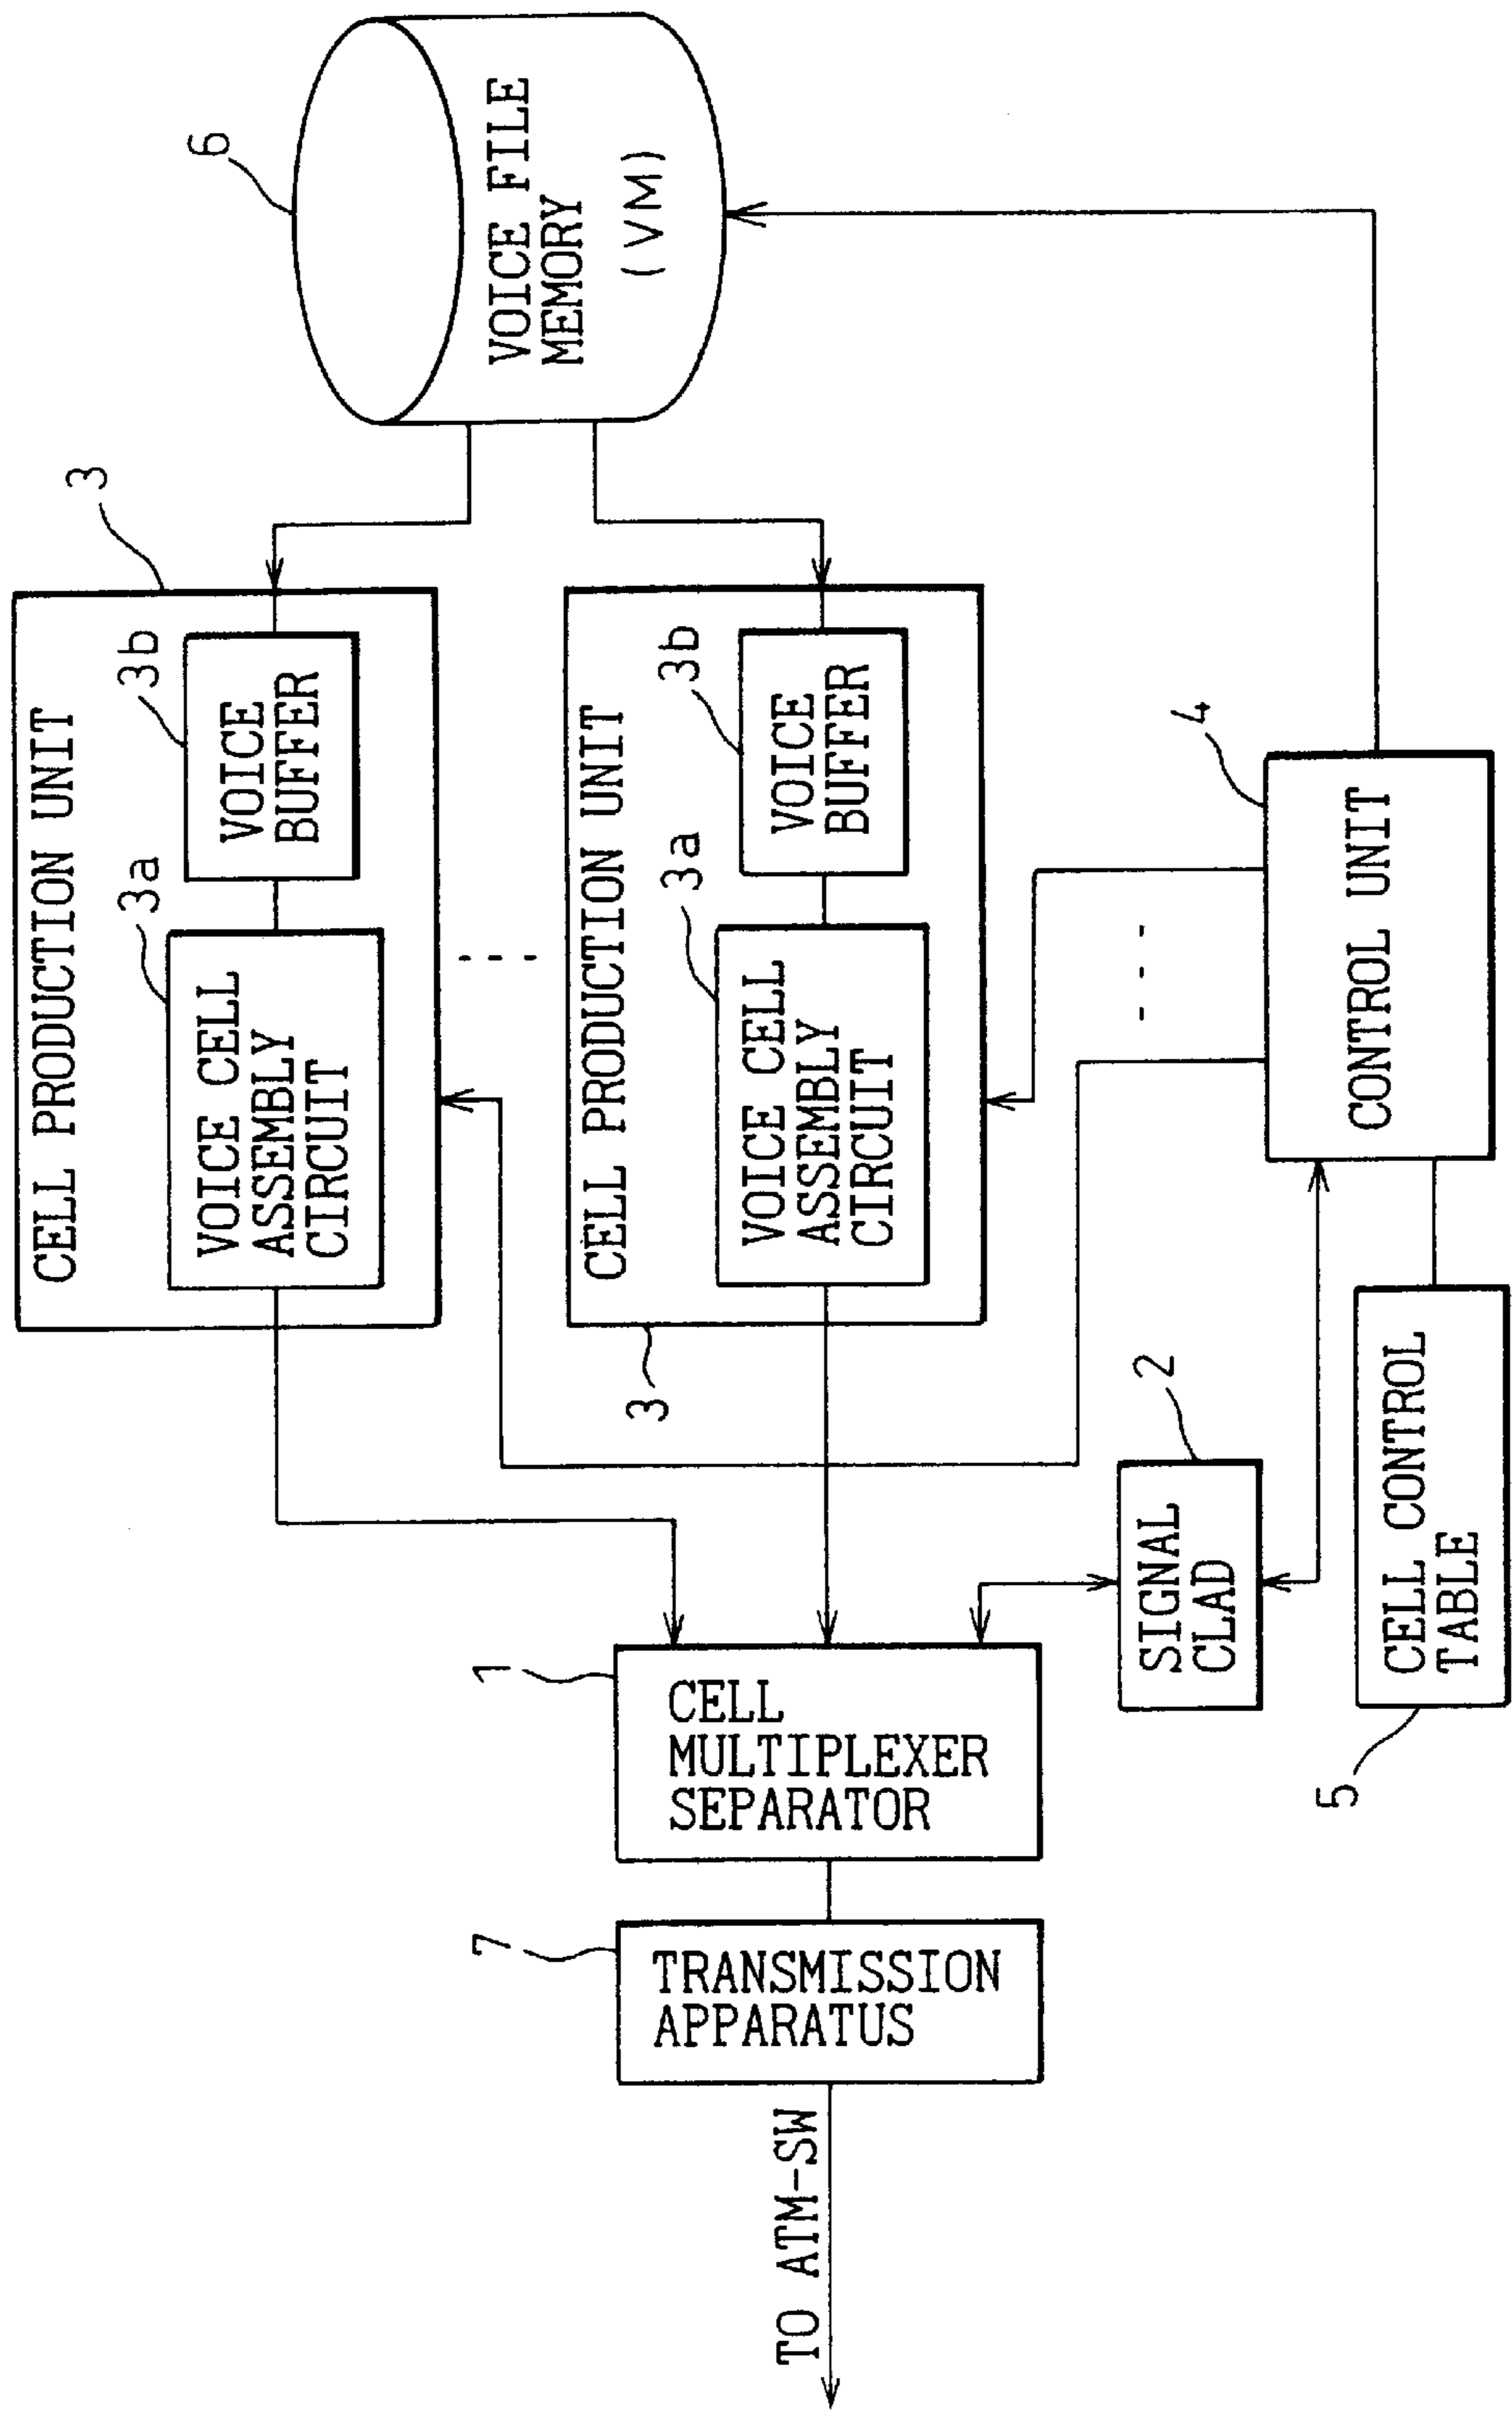 3
CELL PRODUCTION UNIT
3a
3b
VOICE CELL
ASSEMBLY
CIRCUIT
VOICE
BUFFER
6
VOICE FILE
MEMORY
(VM)
3
CELL PRODUCTION UNIT
3a
3b
VOICE CELL
ASSEMBLY
CIRCUIT
VOICE
BUFFER
7
TRANSMISSION
APPARATUS
1
CELL
MULTIPLEXER
SEPARATOR
TO ATM-SW
2
SIGNAL
CLAD
4
CONTROL UNIT
5
CELL CONTROL
TABLE